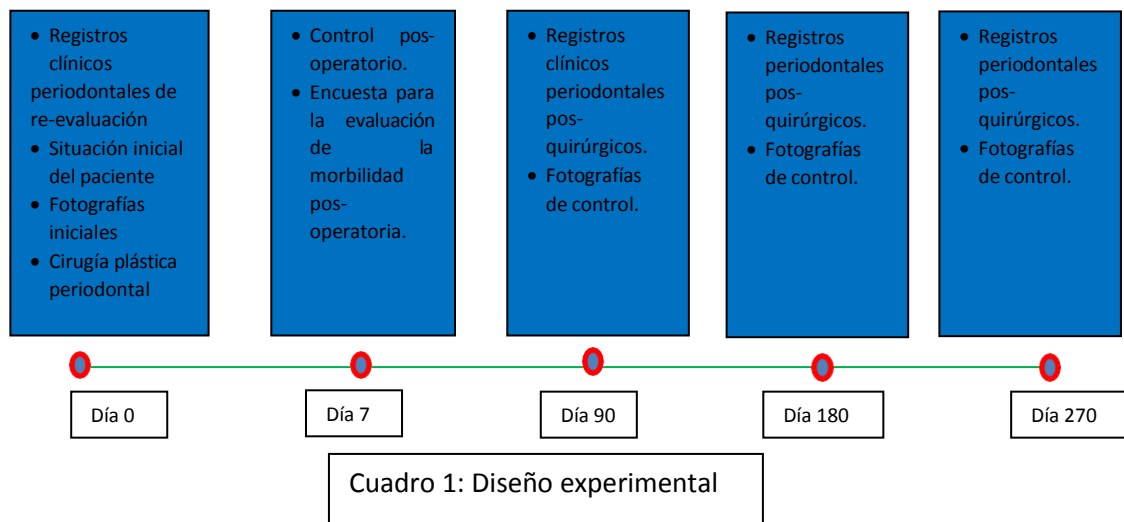 • Registros
clínicos
periodontales de
re-evaluación
• Situación inicial
del paciente
• Fotografías
iniciales
• Cirugía plástica
periodontal
• Control pos-
operatorio.
• Encuesta para
la evaluación
de la
morbilidad
pos-
operatoria.
• Registros
clínicos
periodontales
pos-
quirúrgicos.
• Fotografías
de control.
• Registros
periodontales
pos-
quirúrgicos.
• Fotografías
de control.
• Registros
periodontales
pos-
quirúrgicos.
• Fotografías
de control.
Día 0
Día 7
Día 90
Día 180
Día 270
Cuadro 1: Diseño experimental